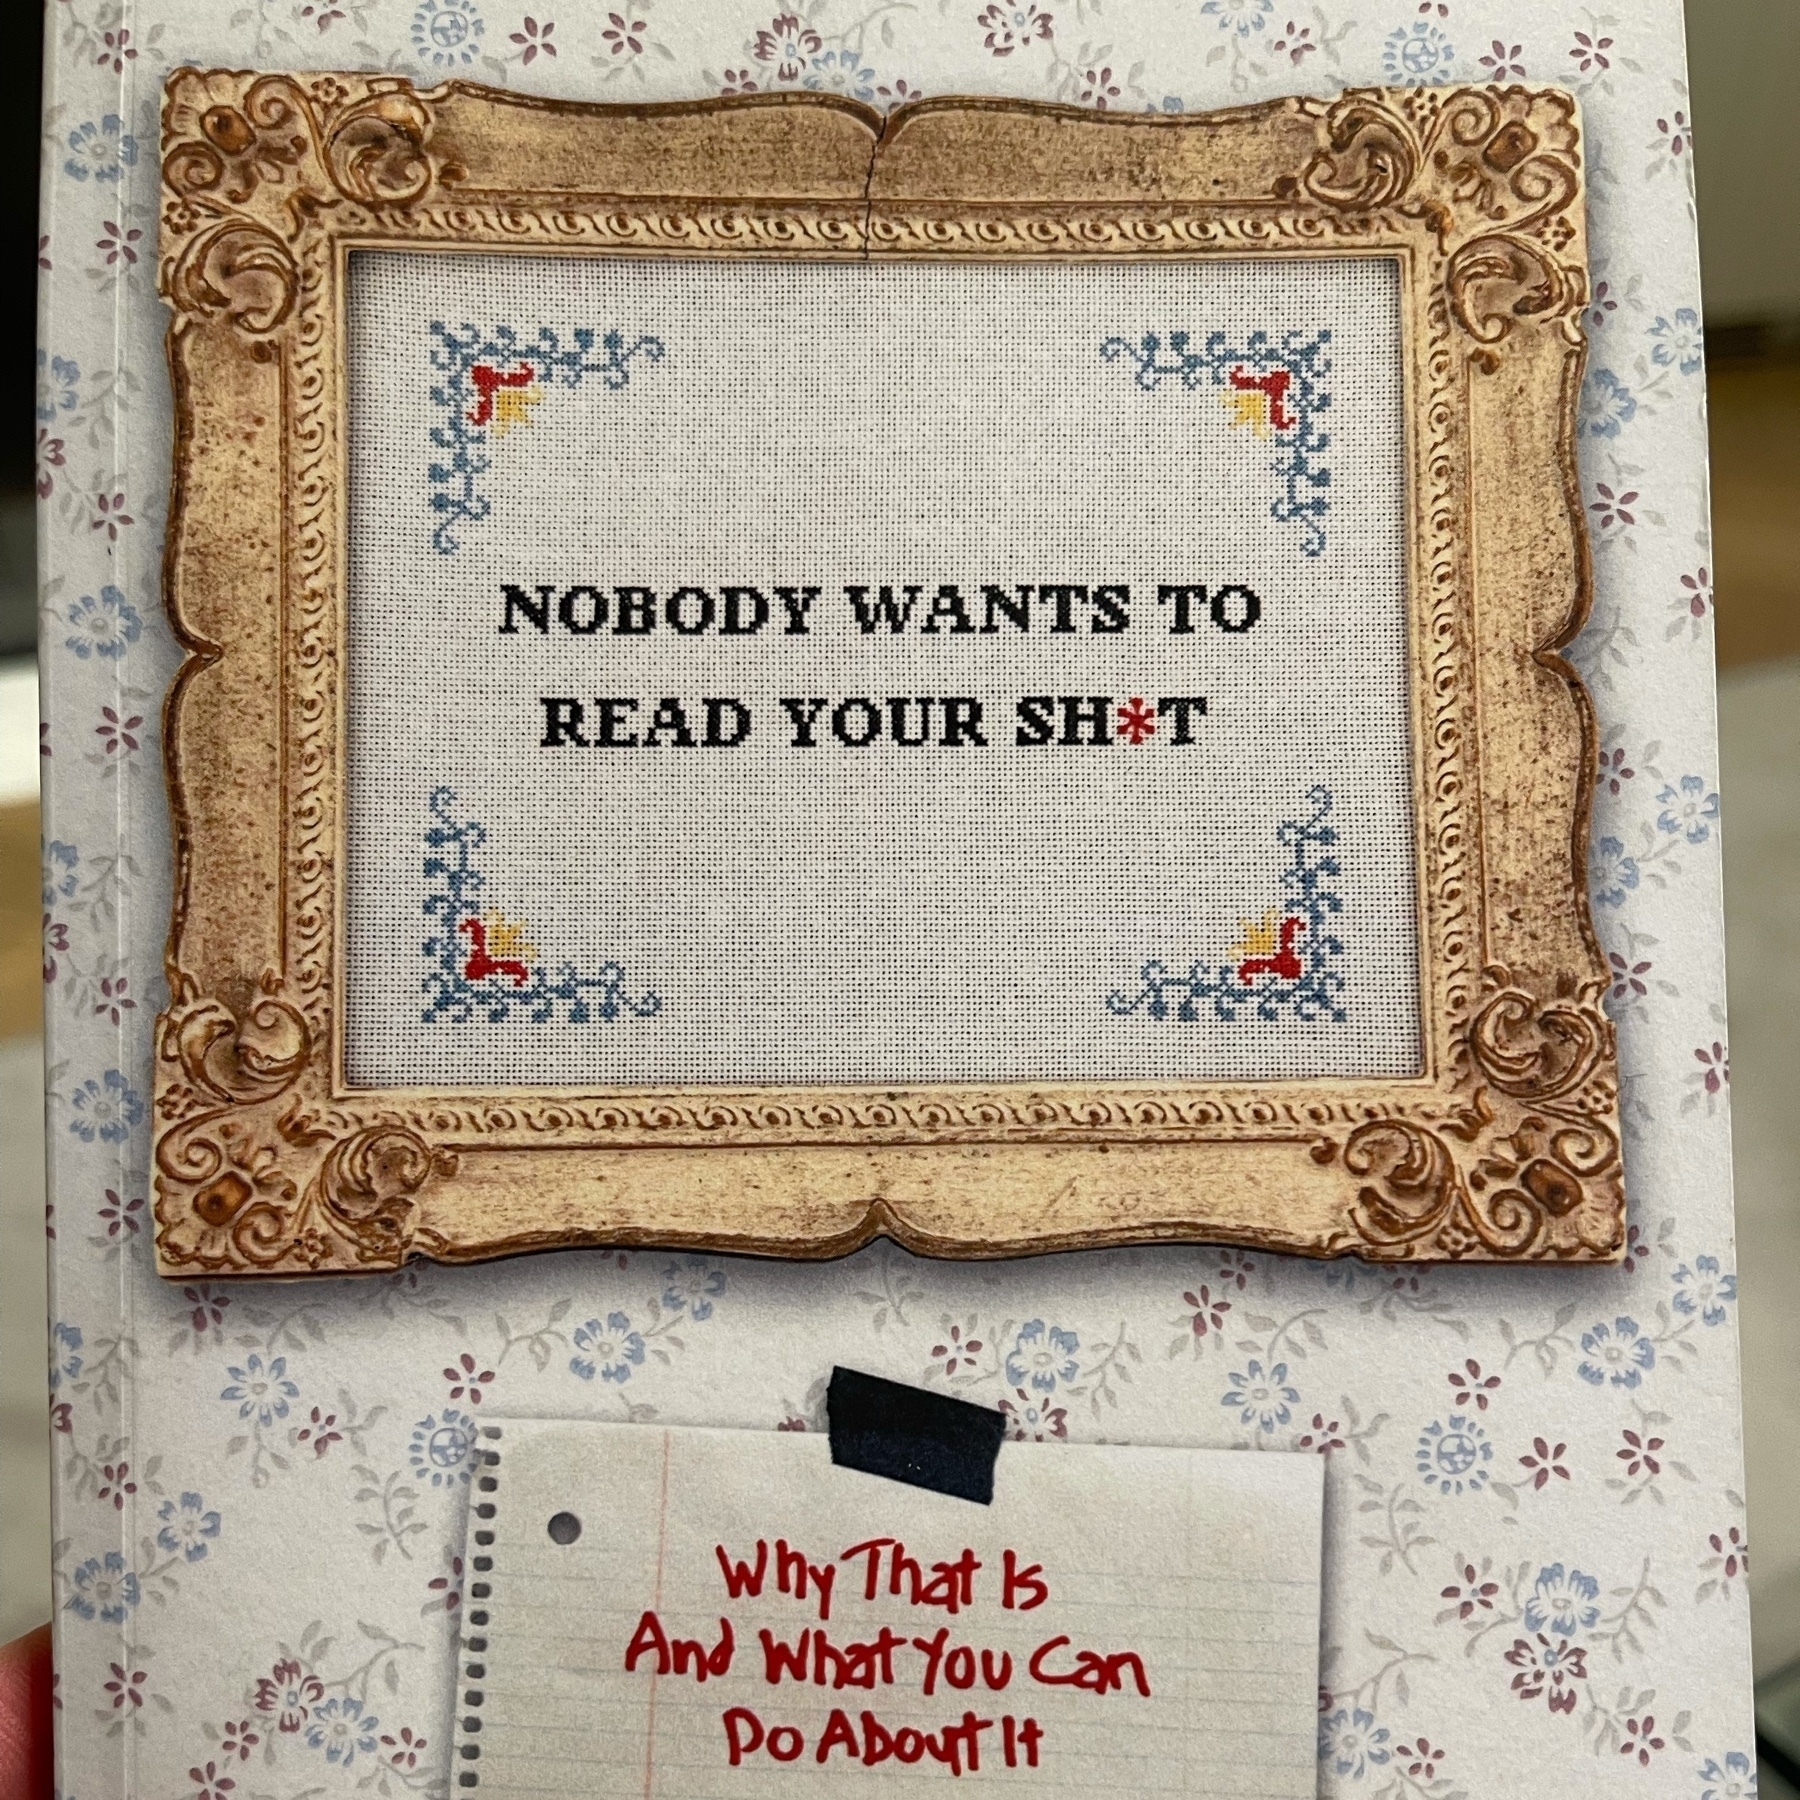 NOBODY WANTS TO
READ YOUR SH*T
Why That Is
And What You Can
Do About It